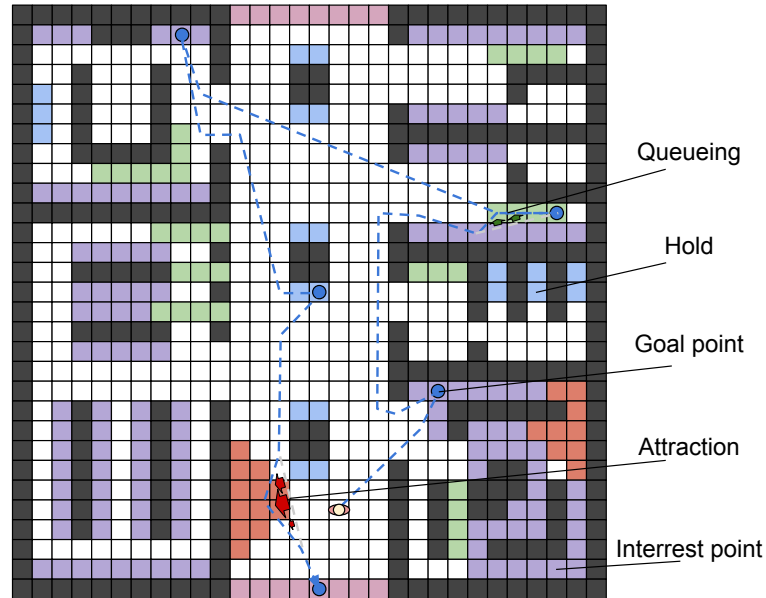 Queueing
Hold
Goal point
Attraction
Interrest point